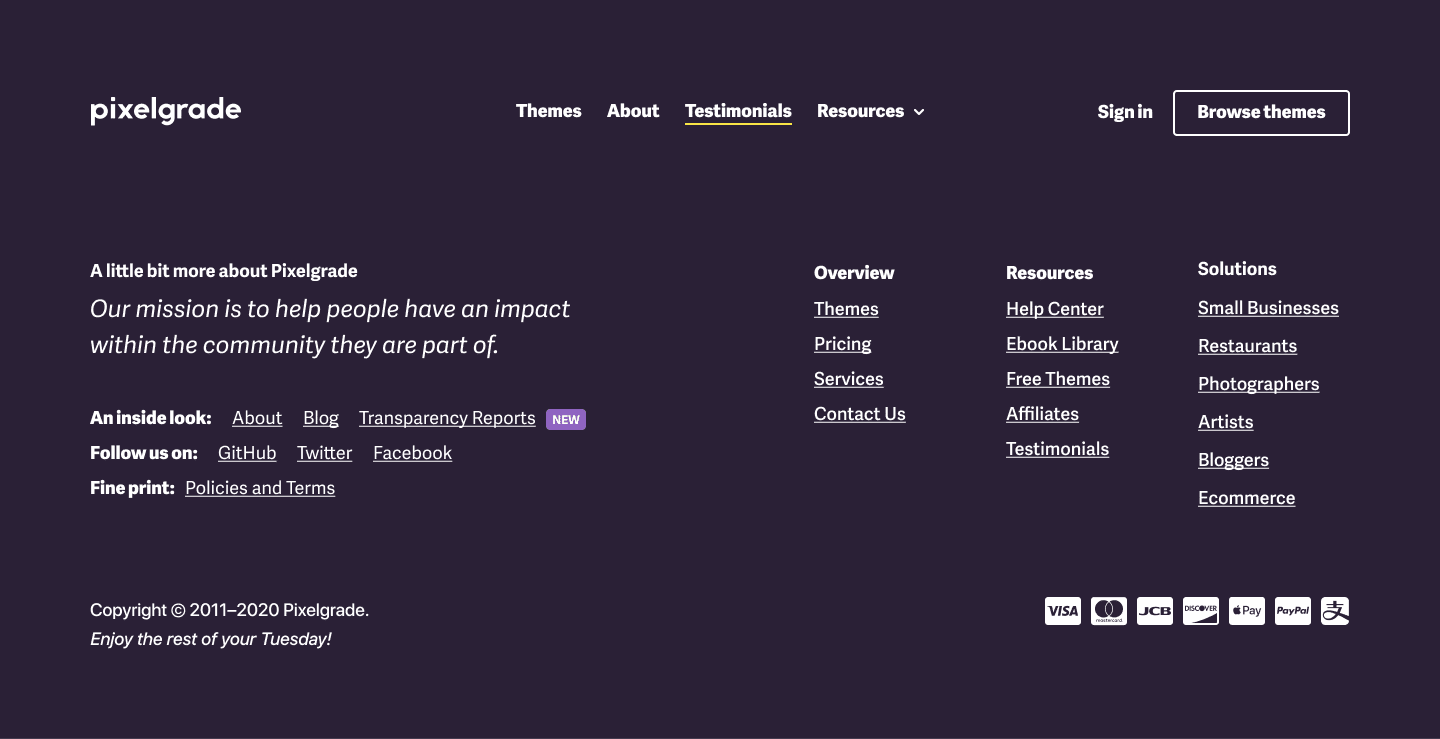 pixelgrade
Themes About Testimonials Resources
Sign in Browse themes
A little bit more about Pixelgrade
Our mission is to help people have an impact
within the community they are part of.
An inside look: About Blog Transparency Reports NEW
Follow us on: GitHub Twitter Facebook
Fine print: Policies and Terms
Overview
Themes
Pricing
Services
Contact Us
Resources
Help Center
Ebook Library
Free Themes
Affiliates
Testimonials
Solutions
Small Businesses
Restaurants
Photographers
Artists
Bloggers
Ecommerce
Copyright © 2011–2020 Pixelgrade.
Enjoy the rest of your Tuesday!
VISA mastercard JCB DISCOVER Pay PayPal 支